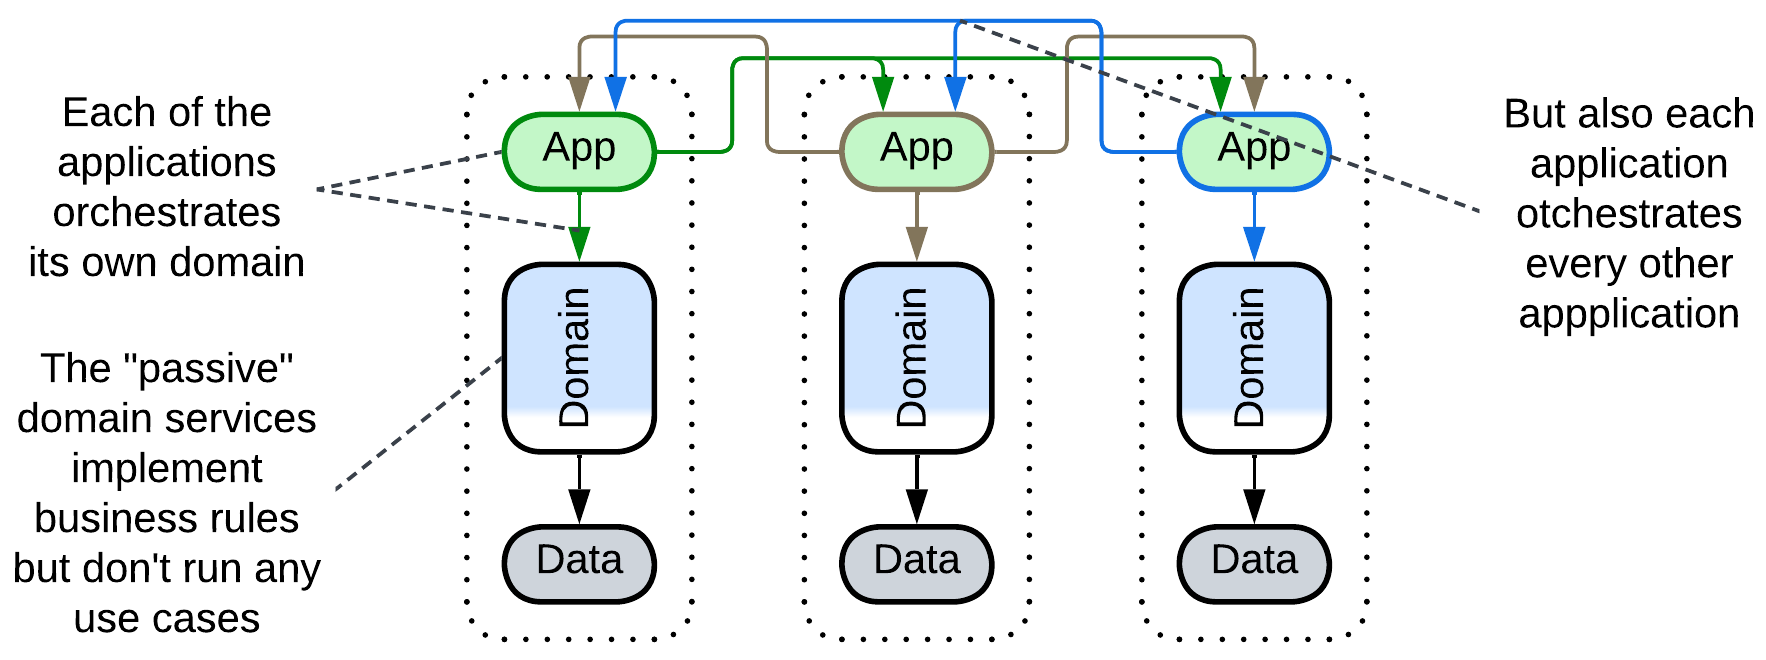 Each of the
applications
orchestrates
its own domain
The "passive"
domain services
implement
business rules
but don't run any
use cases
App
App
App
Domain
Domain
Domain
Data
Data
Data
But also each
application
otchestrates
every other
appplication